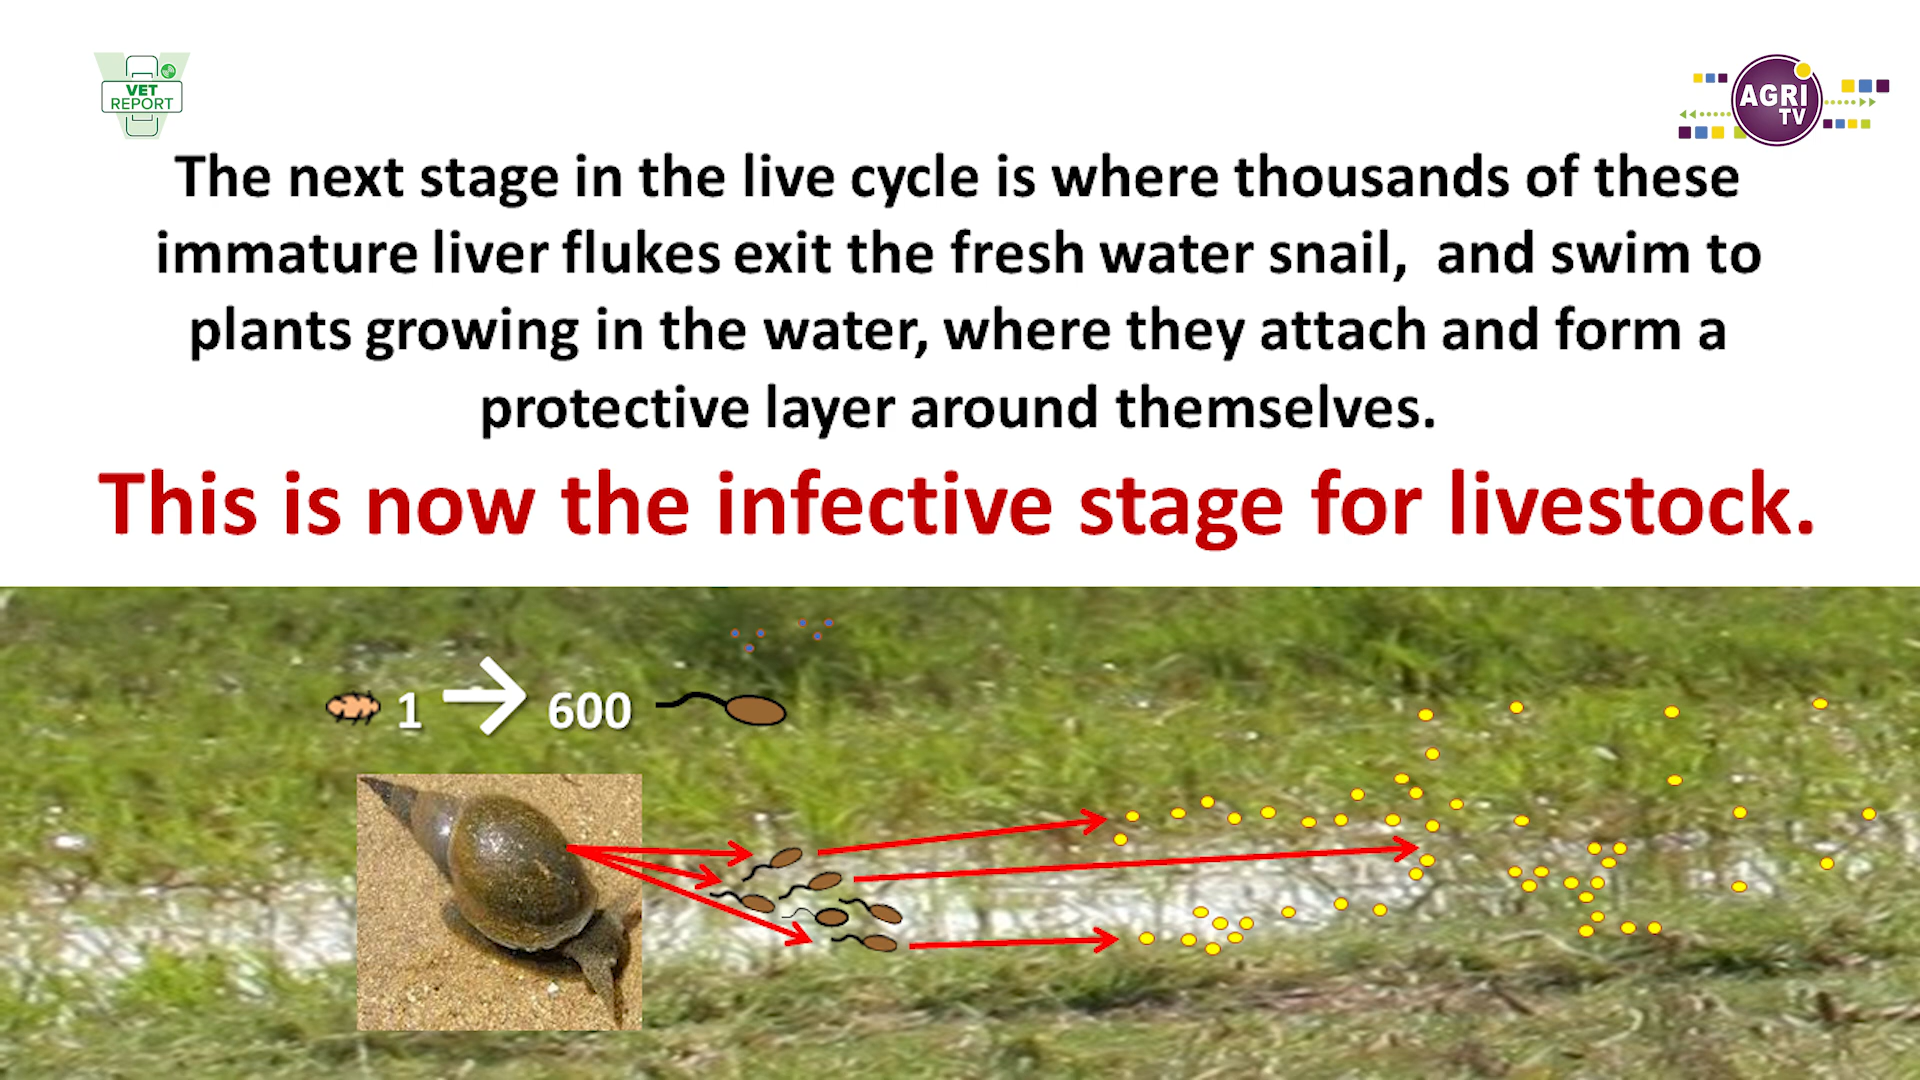 VET
REPORT
AGRI
TV
The next stage in the live cycle is where thousands of these
immature liver flukes exit the fresh water snail, and swim to
plants growing in the water, where they attach and form a
protective layer around themselves.
This is now the infective stage for livestock.
1 → 600